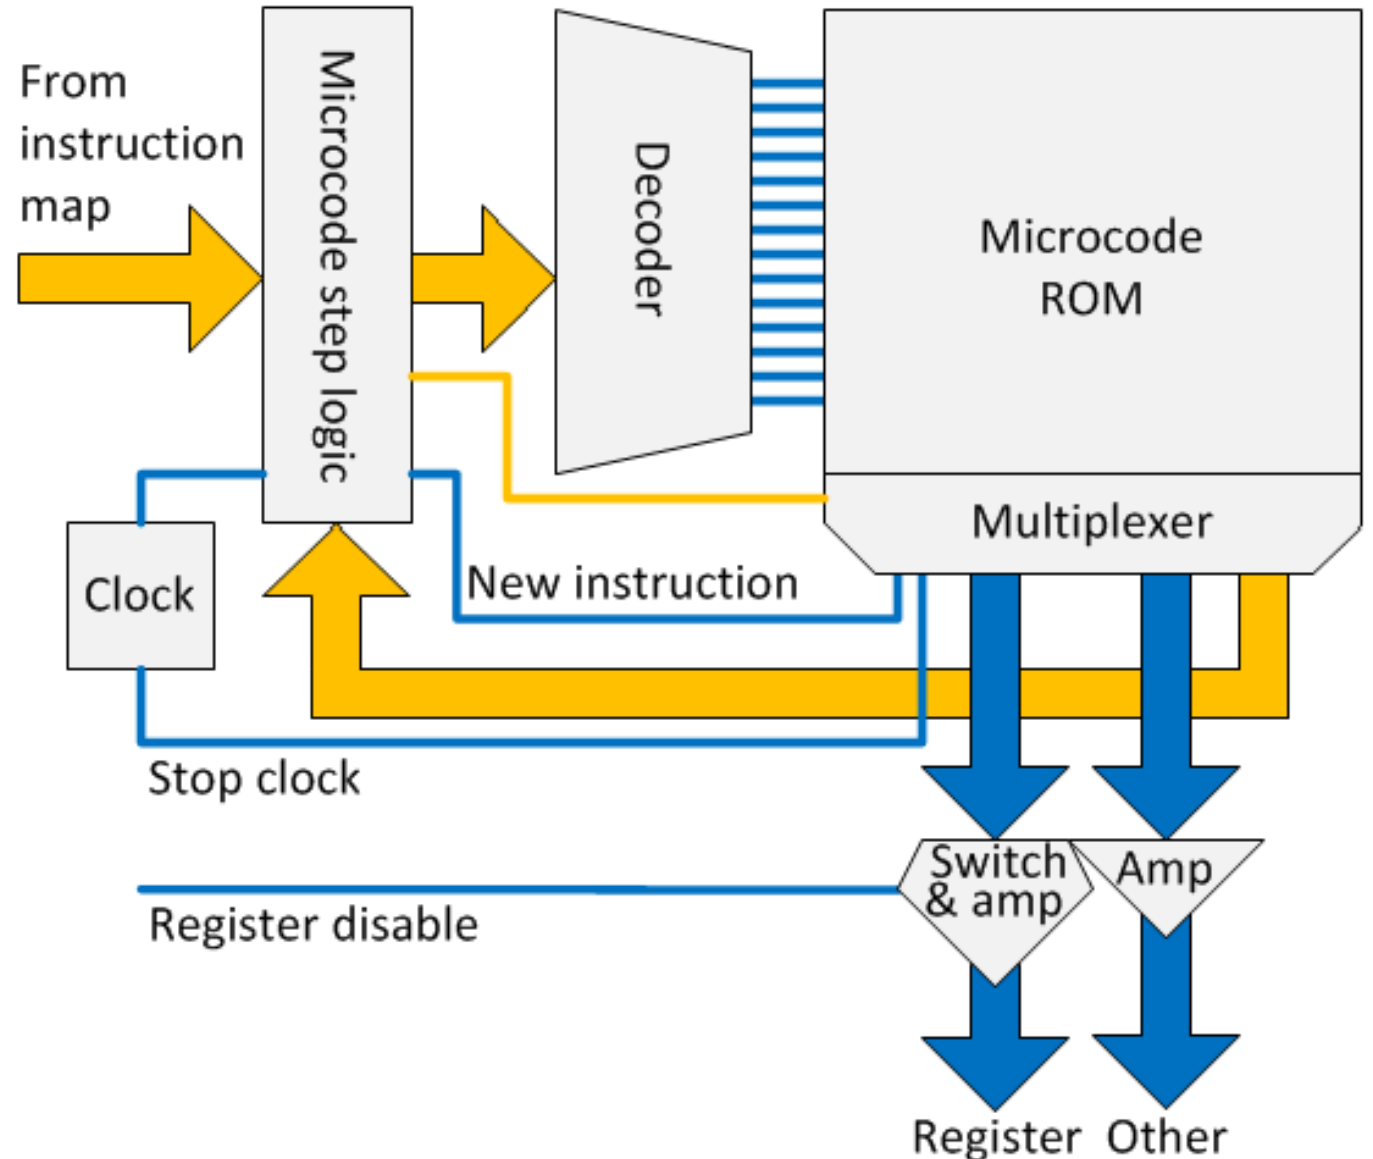 From
instruction
map
Microcode step logic
Decoder
Microcode
ROM
Multiplexer
Clock
New instruction
Stop clock
Switch
& amp
Amp
Register disable
Register
Other